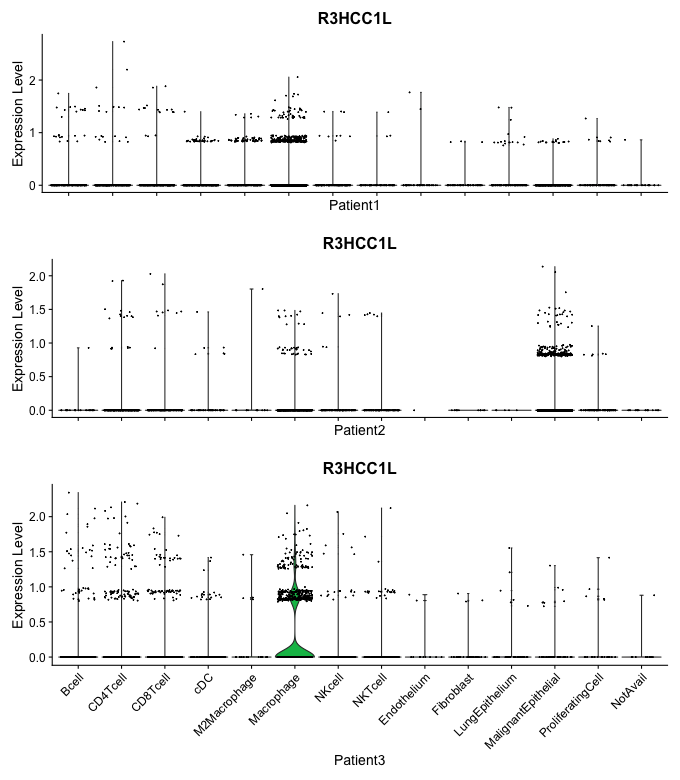 R3HCC1L
Expression Level
2
1
0
Patient1
R3HCC1L
Expression Level
2.0
1.5
1.0
0.5
0.0
Patient2
R3HCC1L
Expression Level
2.0
1.5
1.0
0.5
0.0
Bcell
CD4Tcell
CD8Tcell
cDC
M2Macrophage
Macrophage
NKcell
NKTcell
Endothelium
Fibroblast
LungEpithelium
MalignantEpithelial
ProliferatingCell
NotAvail
Patient3